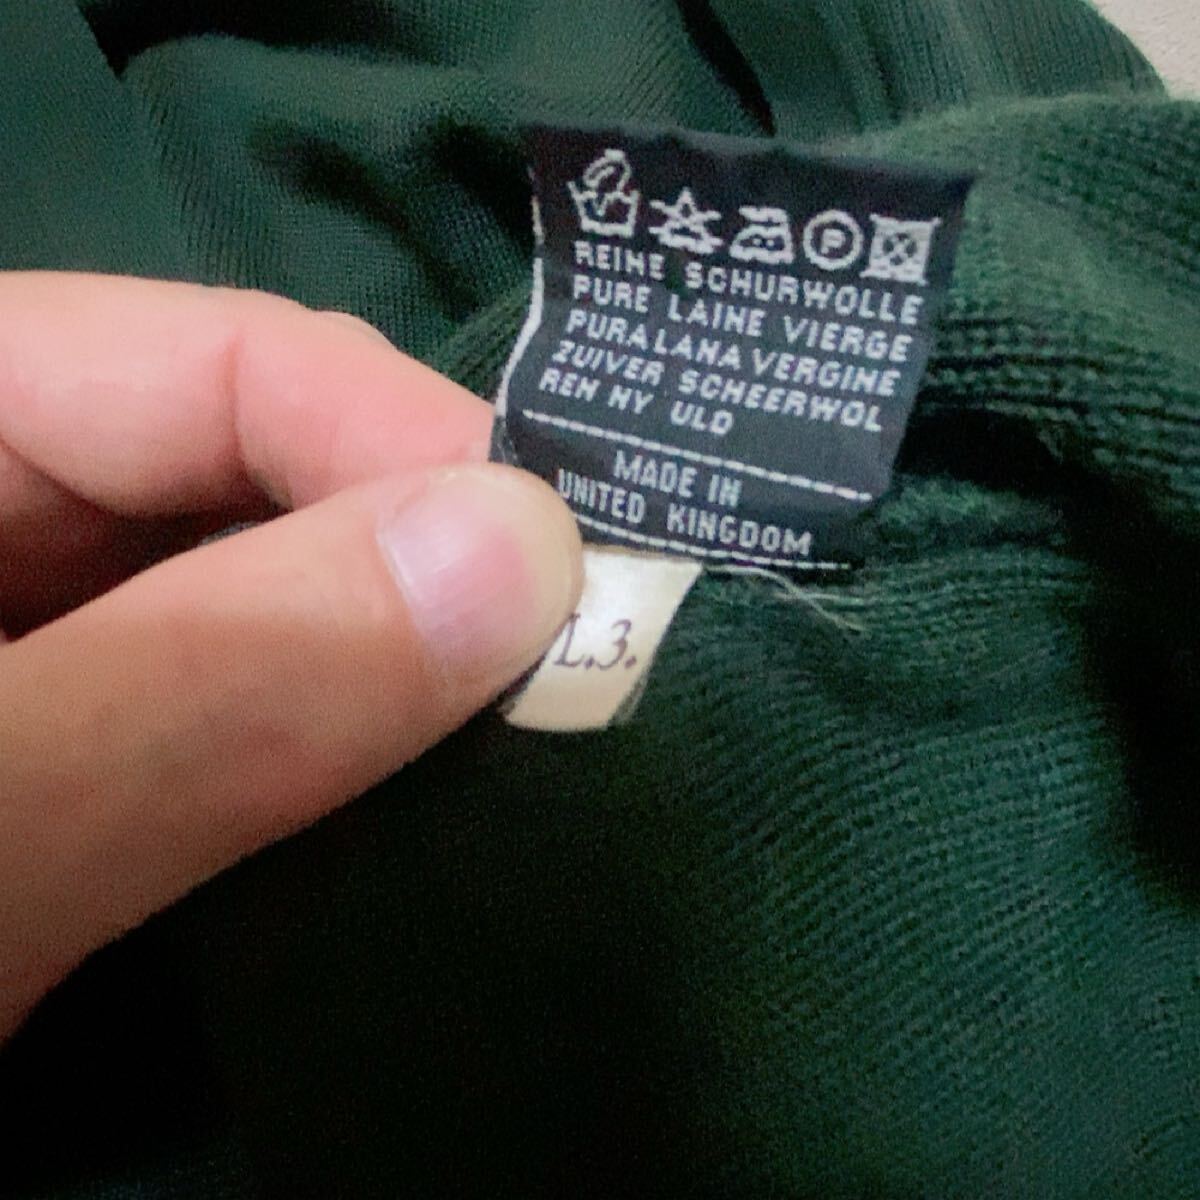 P
REINE SCHURWOLLE
PURE LAINE VIERGE
PURA LANA VERGINE
ZUIVER SCHEERWOL
REN NY ULD
MADE IN
UNITED KINGDOM
.3.